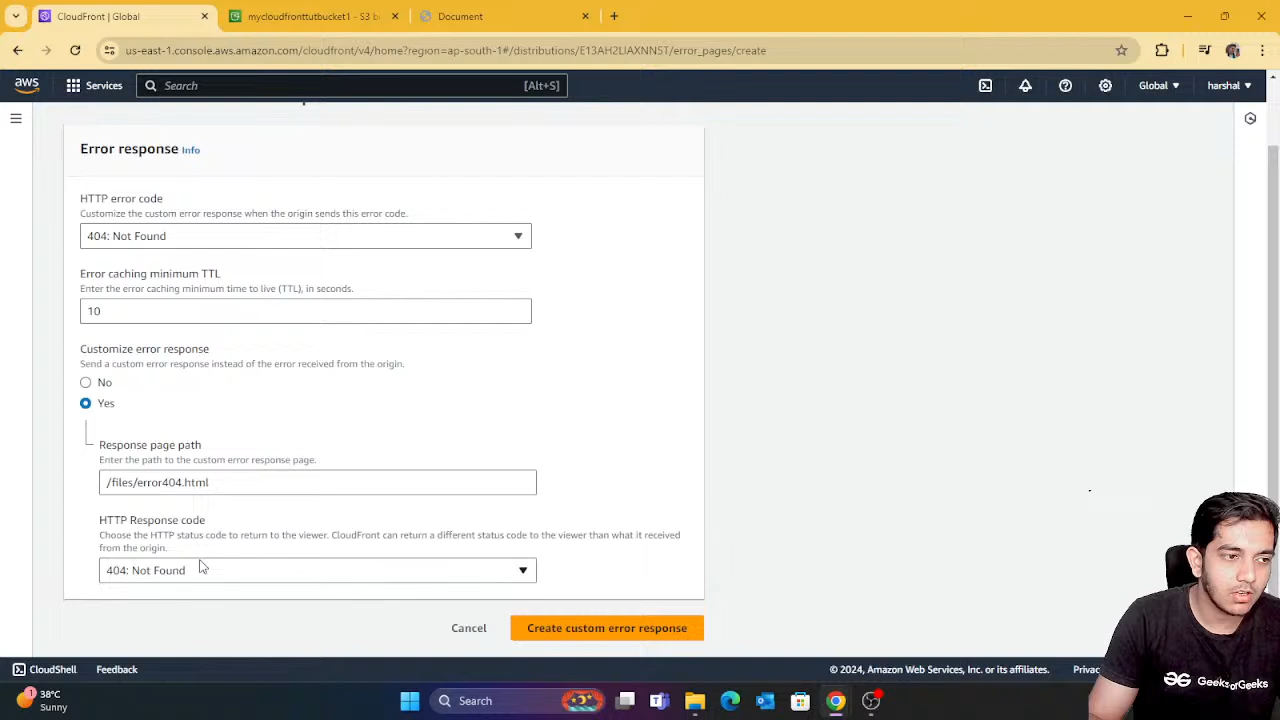 CloudFront | Global
mycloudfronttutbucket1 - S3 b
Document
us-east-1.console.aws.amazon.com/cloudfront/v4/home?region=ap-south-1#/distributions/E13AH2LIAXNNST/error_pages/create
aws
Services
Search
[Alt+S]
Global
harshal
Error response Info
HTTP error code
Customize the custom error response when the origin sends this error code.
404: Not Found
Error caching minimum TTL
Enter the error caching minimum time to live (TTL), in seconds.
10
Customize error response
Send a custom error response instead of the error received from the origin.
No
Yes
Response page path
Enter the path to the custom error response page.
/files/error404.html
HTTP Response code
Choose the HTTP status code to return to the viewer. CloudFront can return a different status code to the viewer than what it received
from the origin.
404: Not Found
Cancel
Create custom error response
CloudShell
Feedback
© 2024, Amazon Web Services, Inc. or its affiliates.
Privac
GeeksforGeeks
1
38°C
Sunny
Search